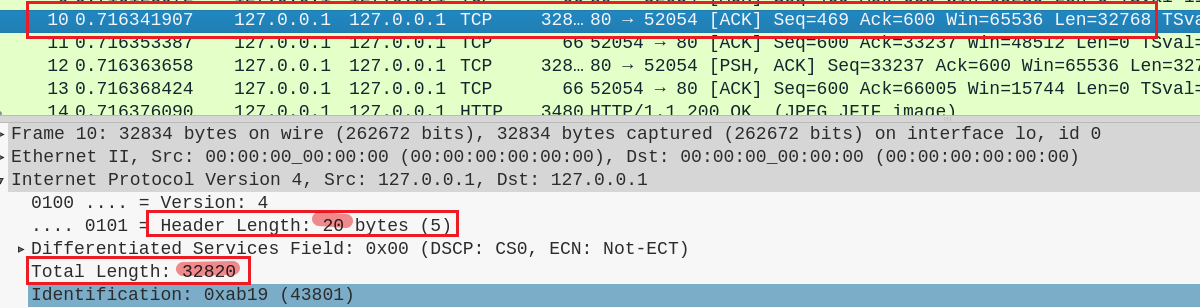 10 0.716341907 127.0.0.1 127.0.0.1 TCP 328… 80 → 52054 [ACK] Seq=469 Ack=600 Win=65536 Len=32768 TSva
11 0.716353387 127.0.0.1 127.0.0.1 TCP 66 52054 → 80 [ACK] Seq=600 Ack=33237 Win=48512 Len=0 TSval=
12 0.716363658 127.0.0.1 127.0.0.1 TCP 328… 80 → 52054 [PSH, ACK] Seq=33237 Ack=600 Win=65536 Len=327
13 0.716368424 127.0.0.1 127.0.0.1 TCP 66 52054 → 80 [ACK] Seq=600 Ack=66005 Win=15744 Len=0 TSval=
14 0.716376090 127.0.0.1 127.0.0.1 HTTP 3480 HTTP/1.1 200 OK (JPEG JFIF image)
Frame 10: 32834 bytes on wire (262672 bits), 32834 bytes captured (262672 bits) on interface lo, id 0
Ethernet II, Src: 00:00:00_00:00:00 (00:00:00:00:00:00), Dst: 00:00:00_00:00:00 (00:00:00:00:00:00)
Internet Protocol Version 4, Src: 127.0.0.1, Dst: 127.0.0.1
0100 .... = Version: 4
.... 0101 = Header Length: 20 bytes (5)
Differentiated Services Field: 0x00 (DSCP: CS0, ECN: Not-ECT)
Total Length: 32820
Identification: 0xab19 (43801)